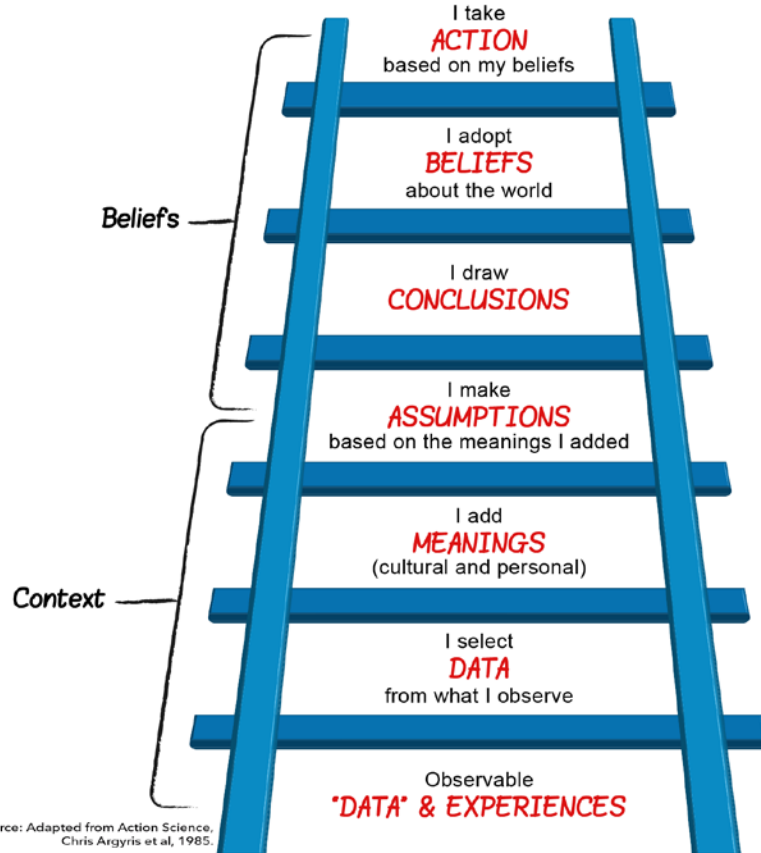 I take
ACTION
based on my beliefs
I adopt
BELIEFS
about the world
Beliefs
I draw
CONCLUSIONS
I make
ASSUMPTIONS
based on the meanings I added
I add
MEANINGS
(cultural and personal)
Context
I select
DATA
from what I observe
Observable
"DATA" & EXPERIENCES
rce: Adapted from Action Science,
Chris Argyris et al, 1985.